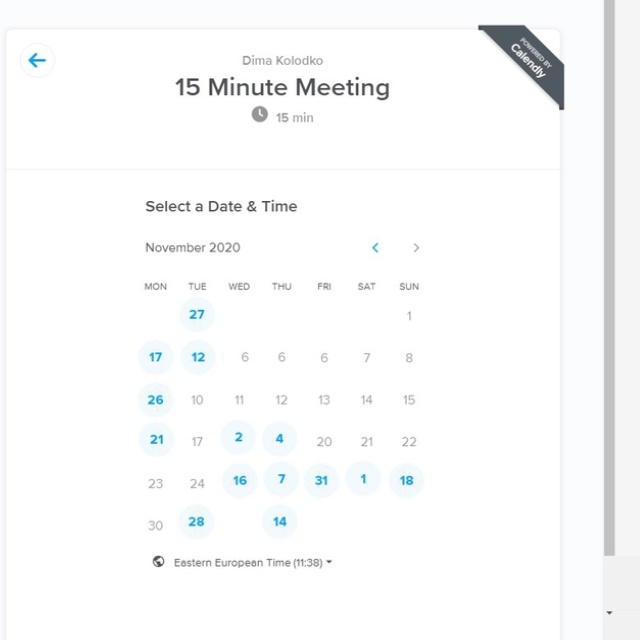 POWERED BY
Calendly
Dima Kolodko
15 Minute Meeting
15 min
Select a Date & Time
November 2020
MON TUE WED THU FRI SAT SUN
27 1
17 12 6 6 6 7 8
26 10 11 12 13 14 15
21 17 2 4 20 21 22
23 24 16 7 31 1 18
30 28 14
Eastern European Time (11:38)